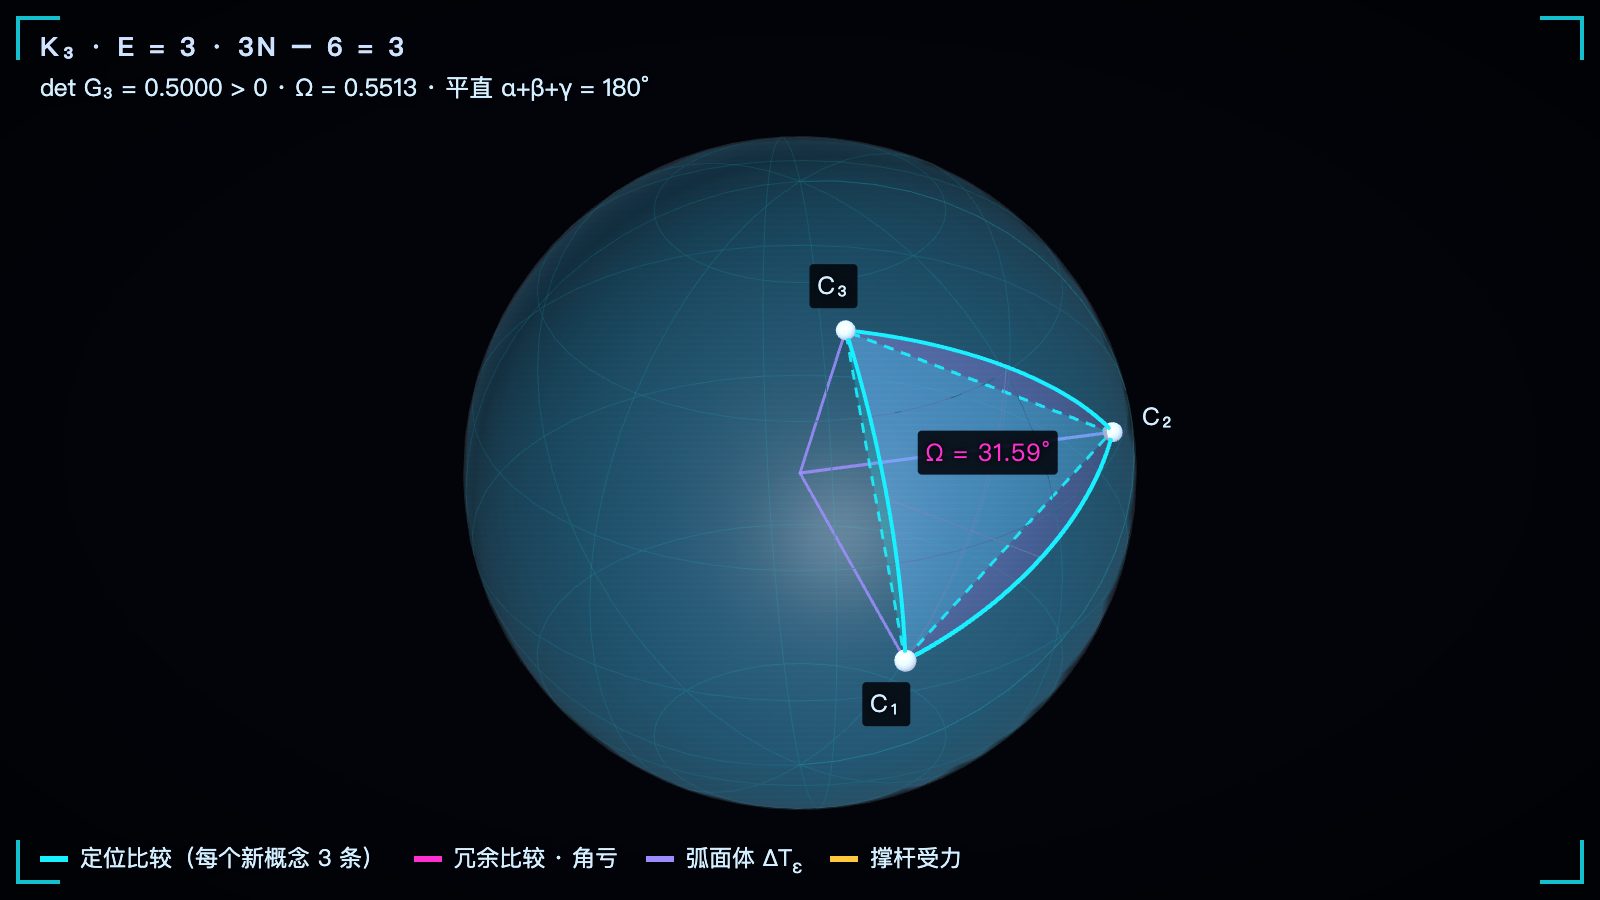 K₃ · E = 3 · 3N − 6 = 3
det G₃ = 0.5000 > 0 · Ω = 0.5513 · 平直 α+β+γ = 180°
C₃
C₂
Ω = 31.59°
C₁
定位比较（每个新概念 3 条） 冗余比较 · 角亏 弧面体 ΔTε 撑杆受力